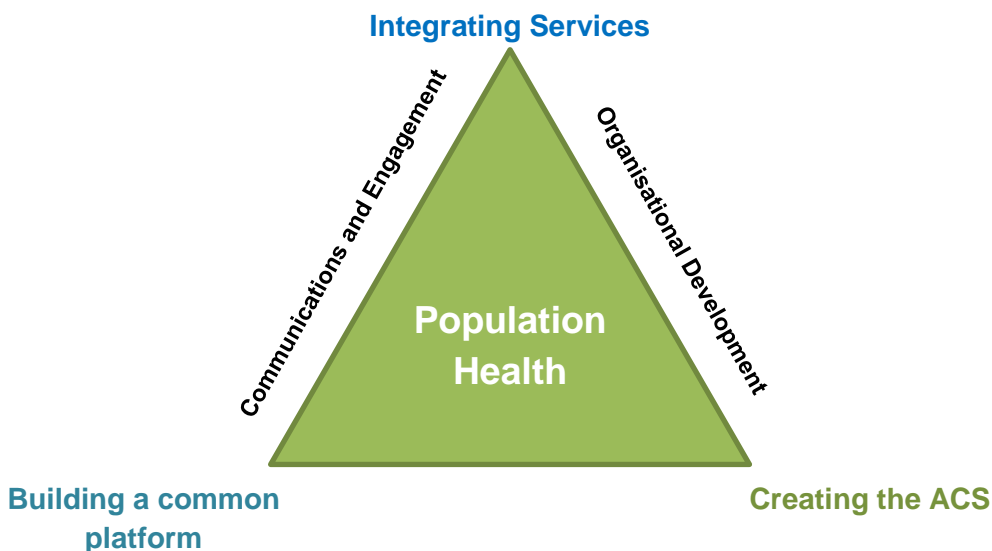 Integrating Services
Communications and Engagement
Organisational Development
Population
Health
Building a common
platform
Creating the ACS